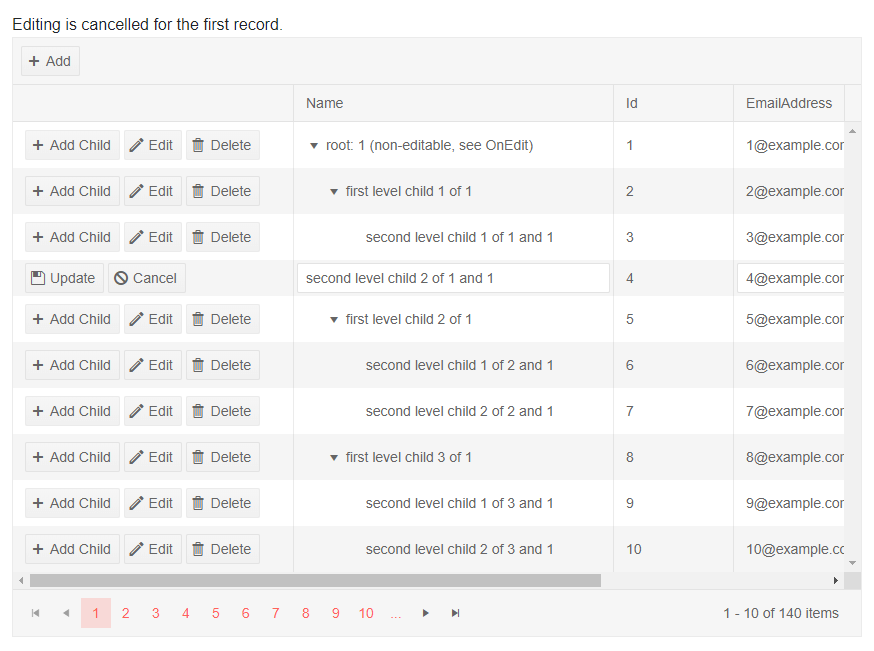 Editing is cancelled for the first record.
Add
Name Id EmailAddress
Add Child Edit Delete root: 1 (non-editable, see OnEdit) 1 1@example.cor
Add Child Edit Delete first level child 1 of 1 2 2@example.cor
Add Child Edit Delete second level child 1 of 1 and 1 3 3@example.cor
Update Cancel second level child 2 of 1 and 1 4 4@example.cor
Add Child Edit Delete first level child 2 of 1 5 5@example.cor
Add Child Edit Delete second level child 1 of 2 and 1 6 6@example.cor
Add Child Edit Delete second level child 2 of 2 and 1 7 7@example.cor
Add Child Edit Delete first level child 3 of 1 8 8@example.cor
Add Child Edit Delete second level child 1 of 3 and 1 9 9@example.cor
Add Child Edit Delete second level child 2 of 3 and 1 10 10@example.cc
1 2 3 4 5 6 7 8 9 10 ... 1 - 10 of 140 items